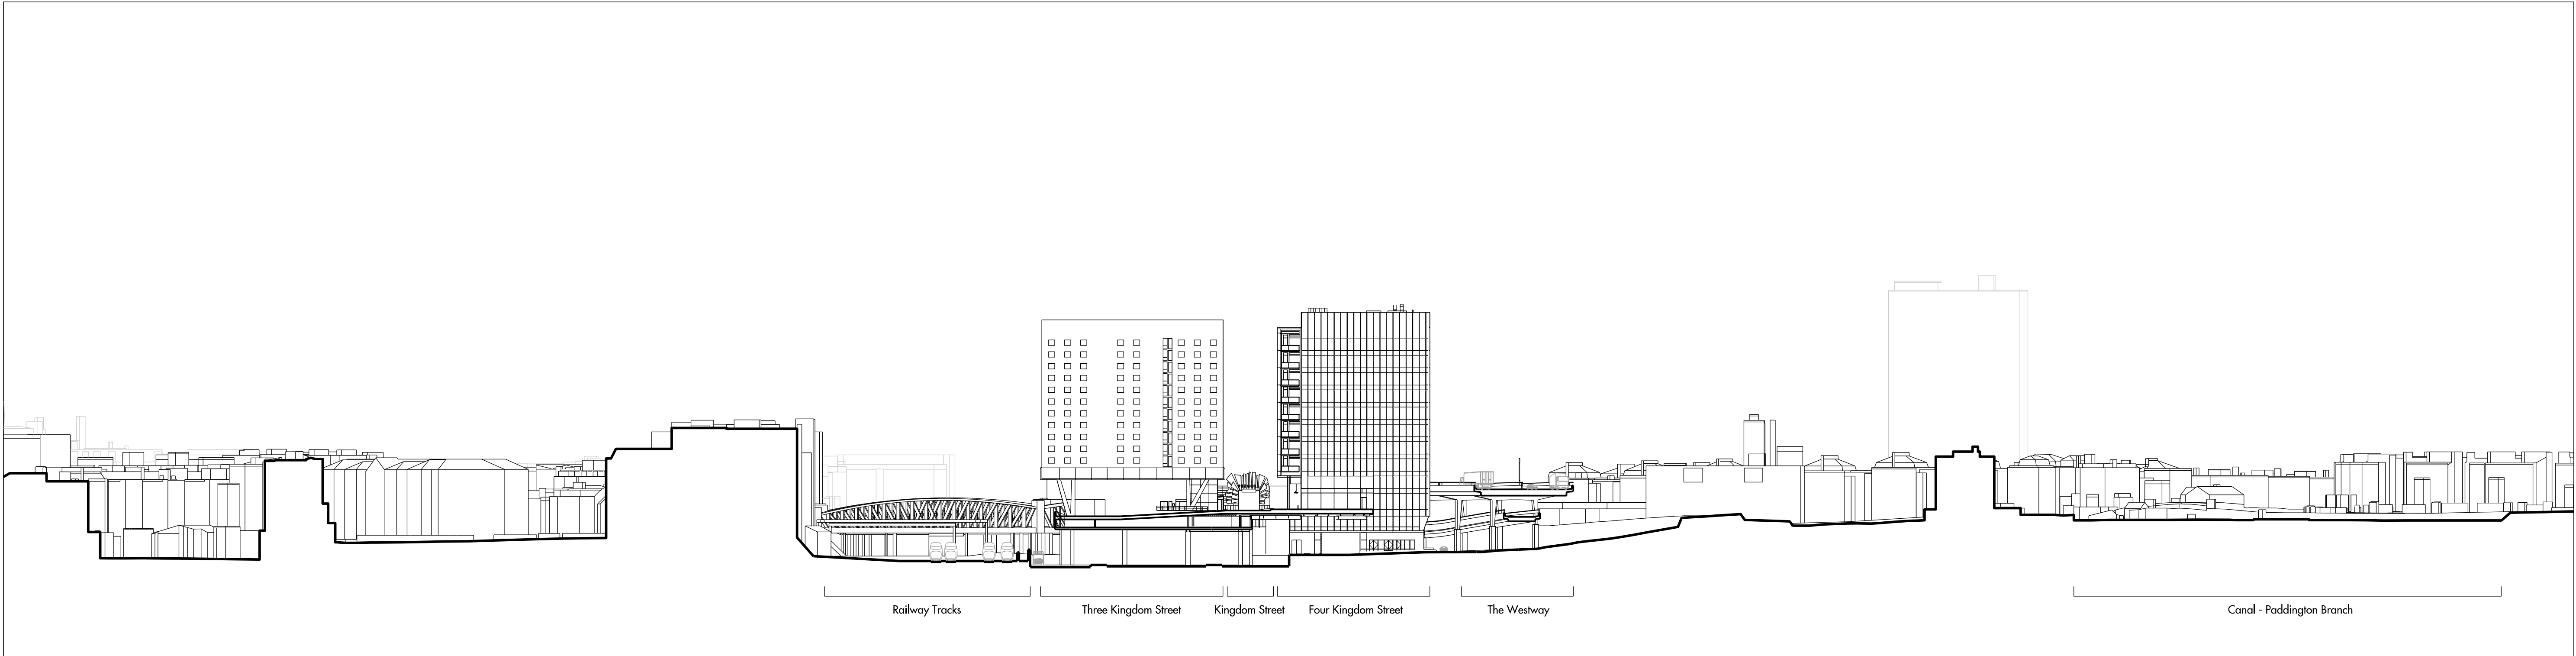 Railway Tracks
Three Kingdom Street
Kingdom Street
Four Kingdom Street
The Westway
Canal - Paddington Branch